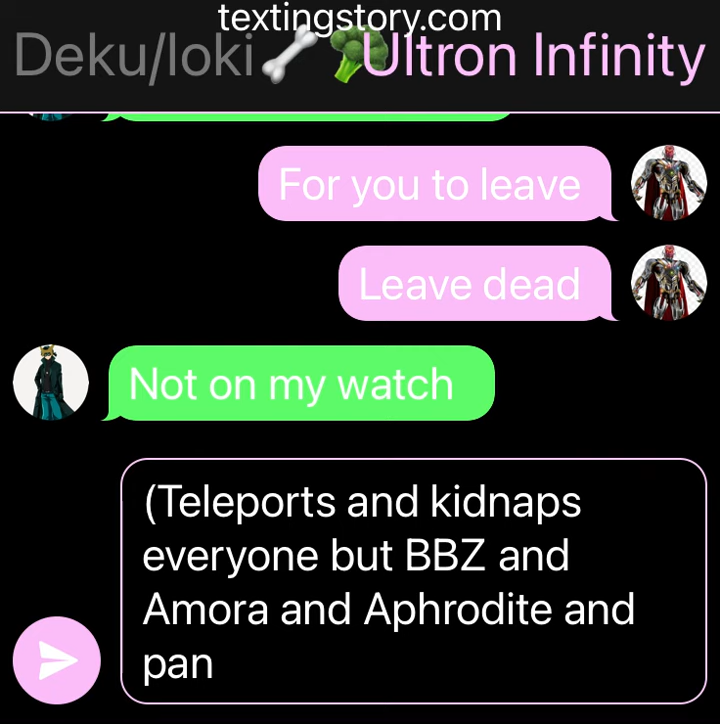 textingstory.com
Deku/loki🦴🥦Ultron Infinity
For you to leave
Leave dead
Not on my watch
(Teleports and kidnaps
everyone but BBZ and
Amora and Aphrodite and
pan